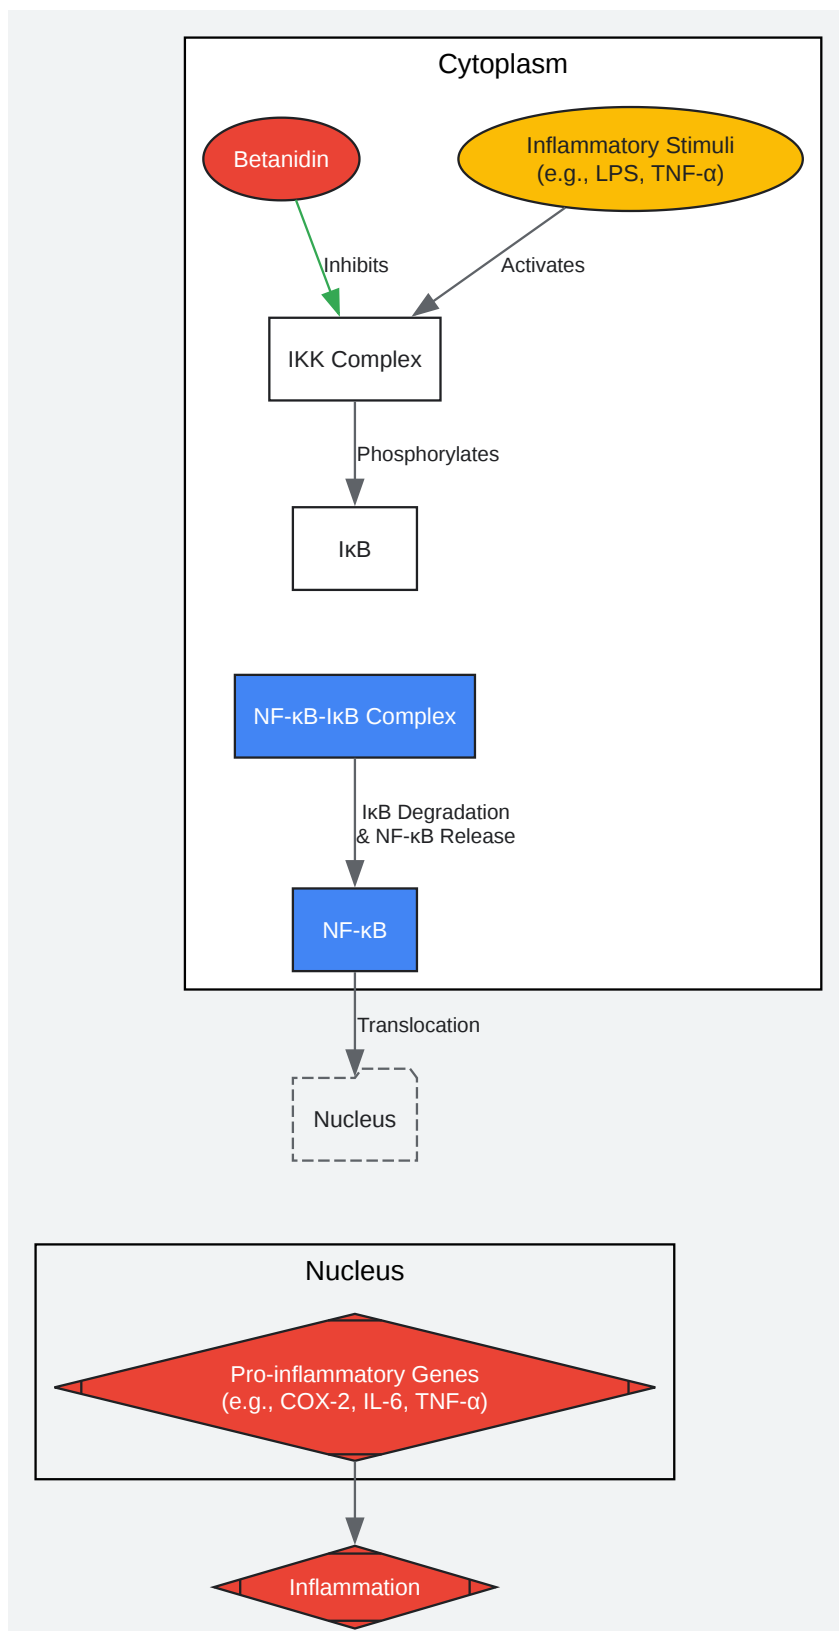 Cytoplasm
Betanidin
Inflammatory Stimuli
(e.g., LPS, TNF-α)
Inhibits
Activates
IKK Complex
Phosphorylates
IκB
NF-κB-IκB Complex
IκB Degradation
& NF-κB Release
NF-κB
Translocation
Nucleus
Nucleus
Pro-inflammatory Genes
(e.g., COX-2, IL-6, TNF-α)
Inflammation